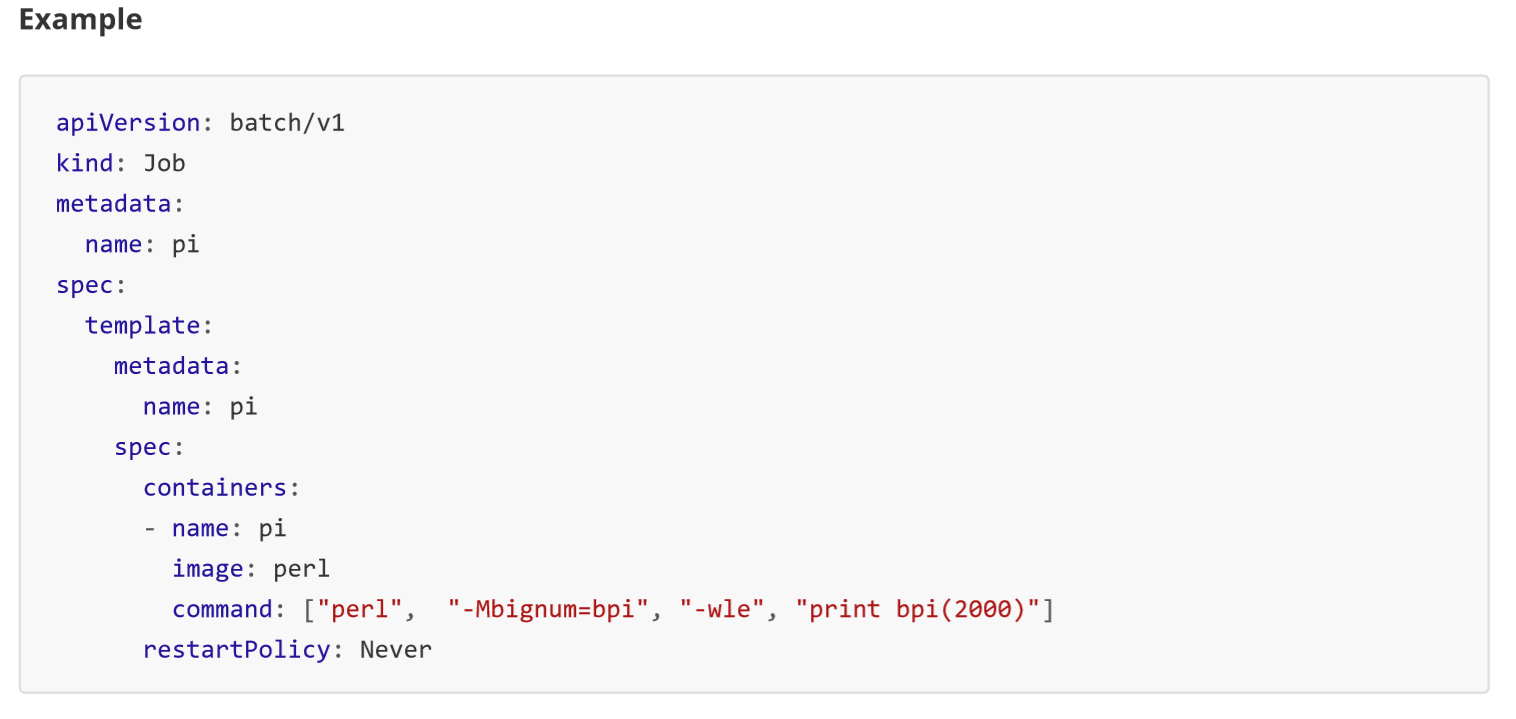 Example
apiVersion: batch/v1
kind: Job
metadata:
  name: pi
spec:
  template:
    metadata:
      name: pi
    spec:
      containers:
      - name: pi
        image: perl
        command: ["perl",  "-Mbignum=bpi", "-wle", "print bpi(2000)"]
      restartPolicy: Never